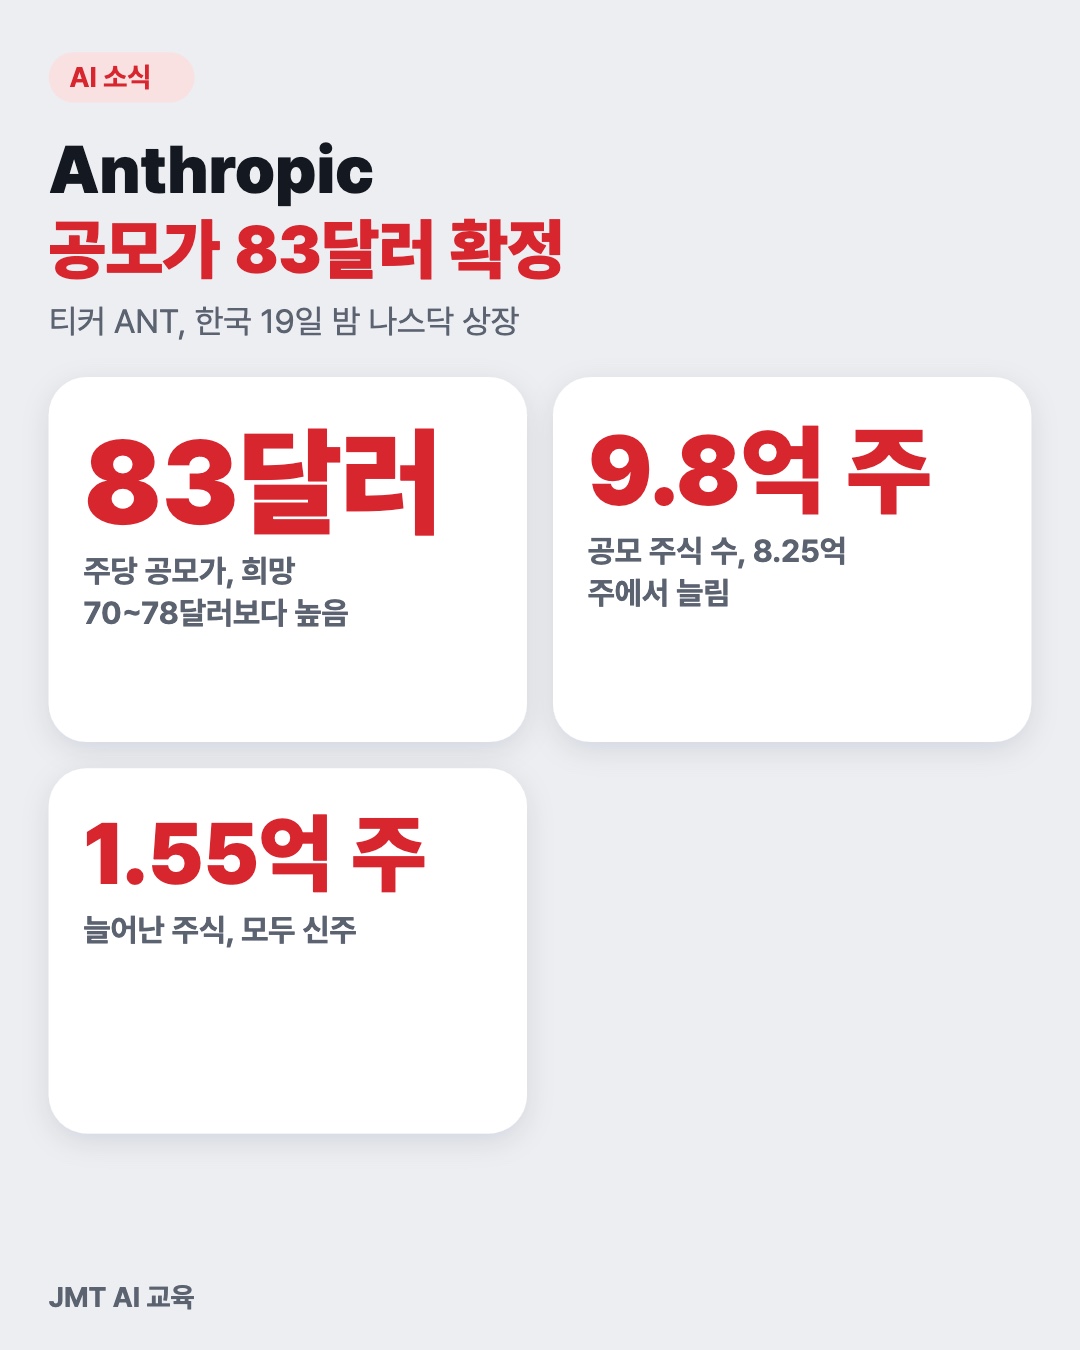 AI 소식
Anthropic
공모가 83달러 확정
티커 ANT, 한국 19일 밤 나스닥 상장
83달러
주당 공모가, 희망
70~78달러보다 높음
9.8억 주
공모 주식 수, 8.25억
주에서 늘림
1.55억 주
늘어난 주식, 모두 신주
JMT AI 교육